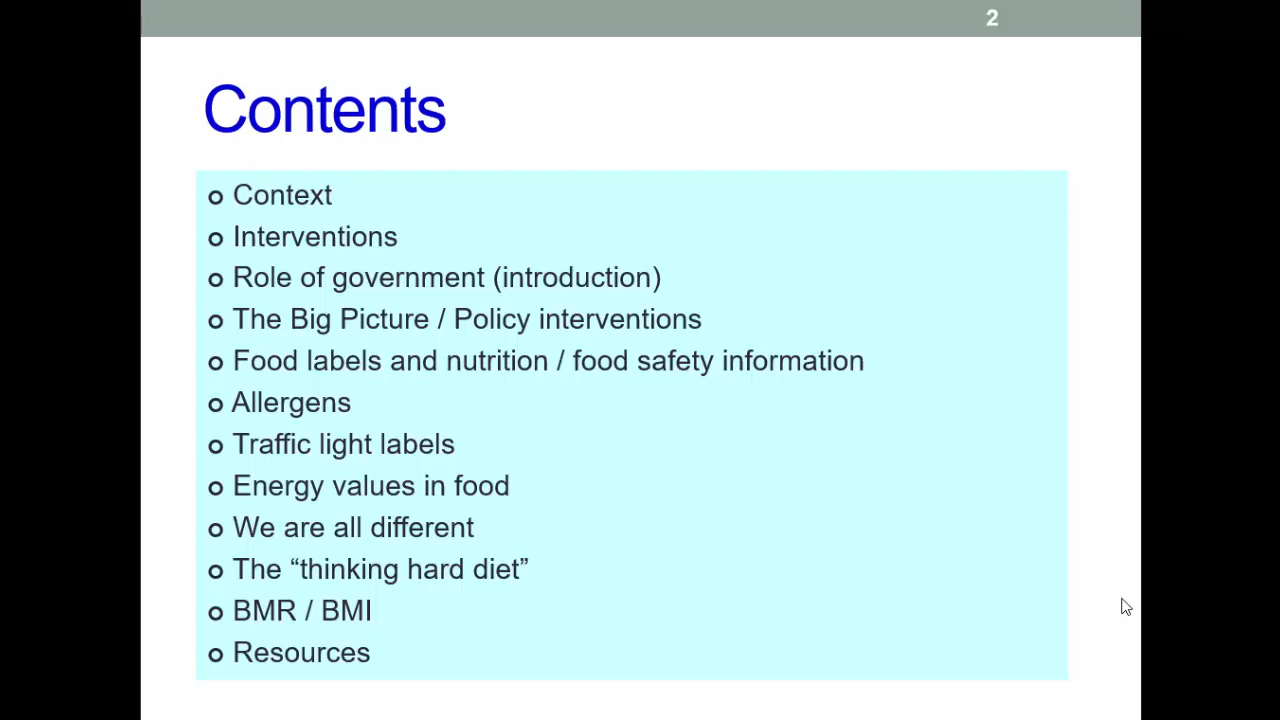 2
Contents
Context
Interventions
Role of government (introduction)
The Big Picture / Policy interventions
Food labels and nutrition / food safety information
Allergens
Traffic light labels
Energy values in food
We are all different
The “thinking hard diet”
BMR / BMI
Resources